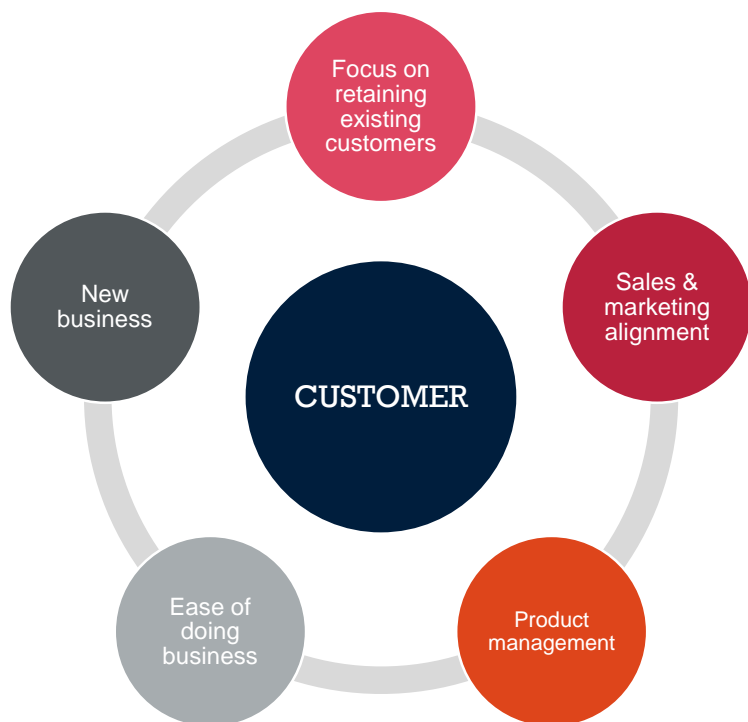 Focus on
retaining
existing
customers
Sales &
marketing
alignment
Product
management
Ease of
doing
business
New
business
CUSTOMER